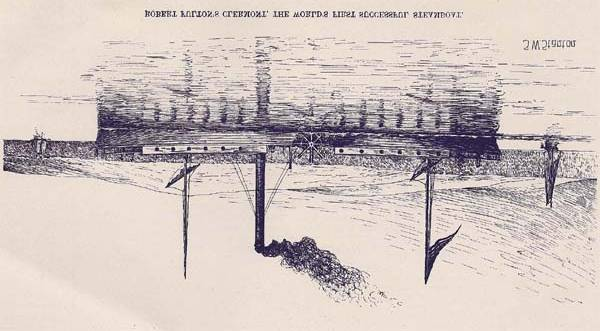 ROBERT FULTON'S CLERMONT, THE WORLD'S FIRST SUCCESSFUL STEAMBOAT.
S.W. Stanton